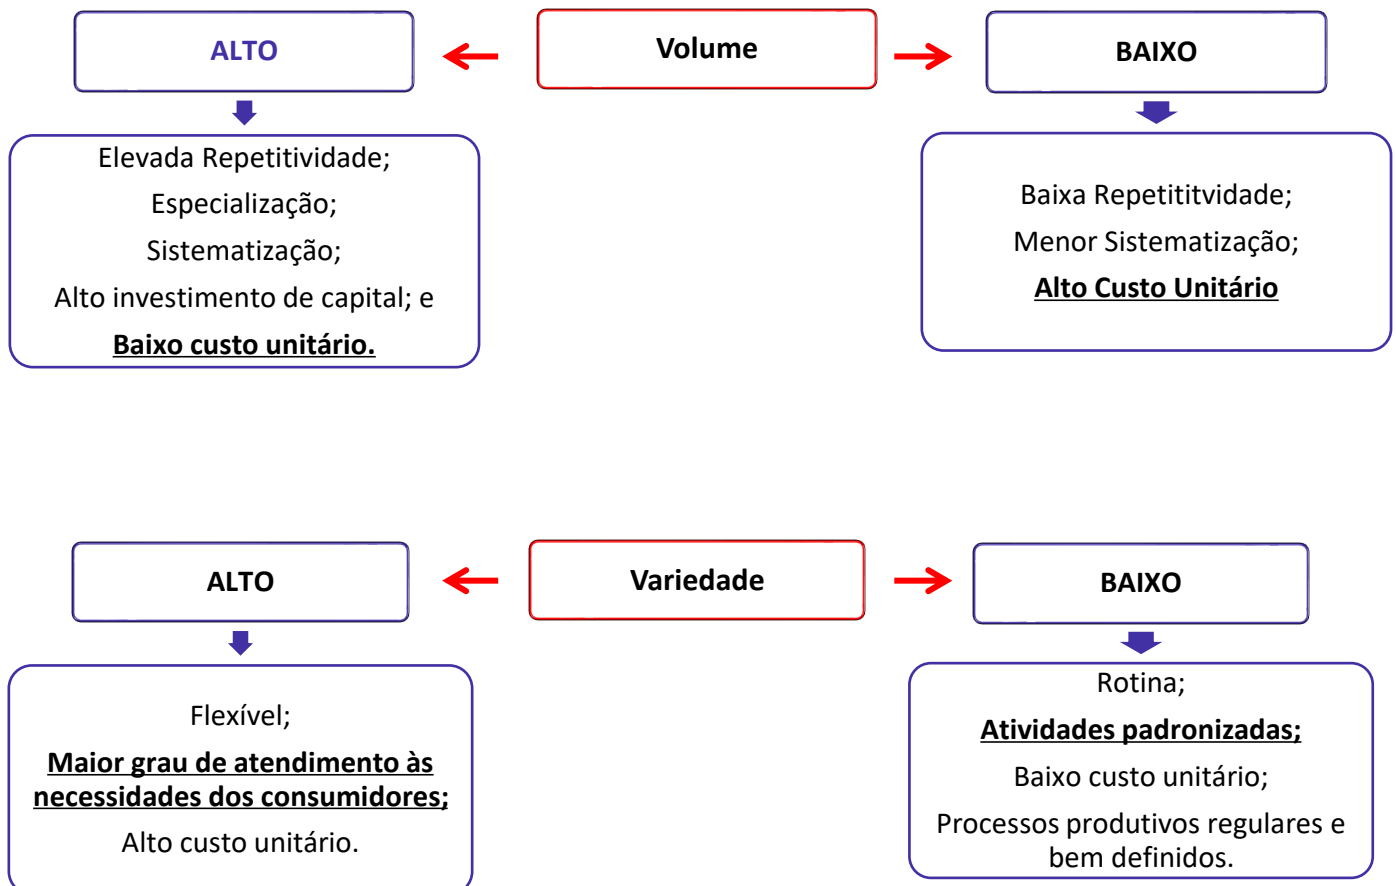 Volume
ALTO
BAIXO
Elevada Repetitividade;
Especialização;
Sistematização;
Alto investimento de capital; e
Baixo custo unitário.
Baixa Repetititvidade;
Menor Sistematização;
Alto Custo Unitário
Variedade
ALTO
BAIXO
Flexível;
Maior grau de atendimento às
necessidades dos consumidores;
Alto custo unitário.
Rotina;
Atividades padronizadas;
Baixo custo unitário;
Processos produtivos regulares e
bem definidos.